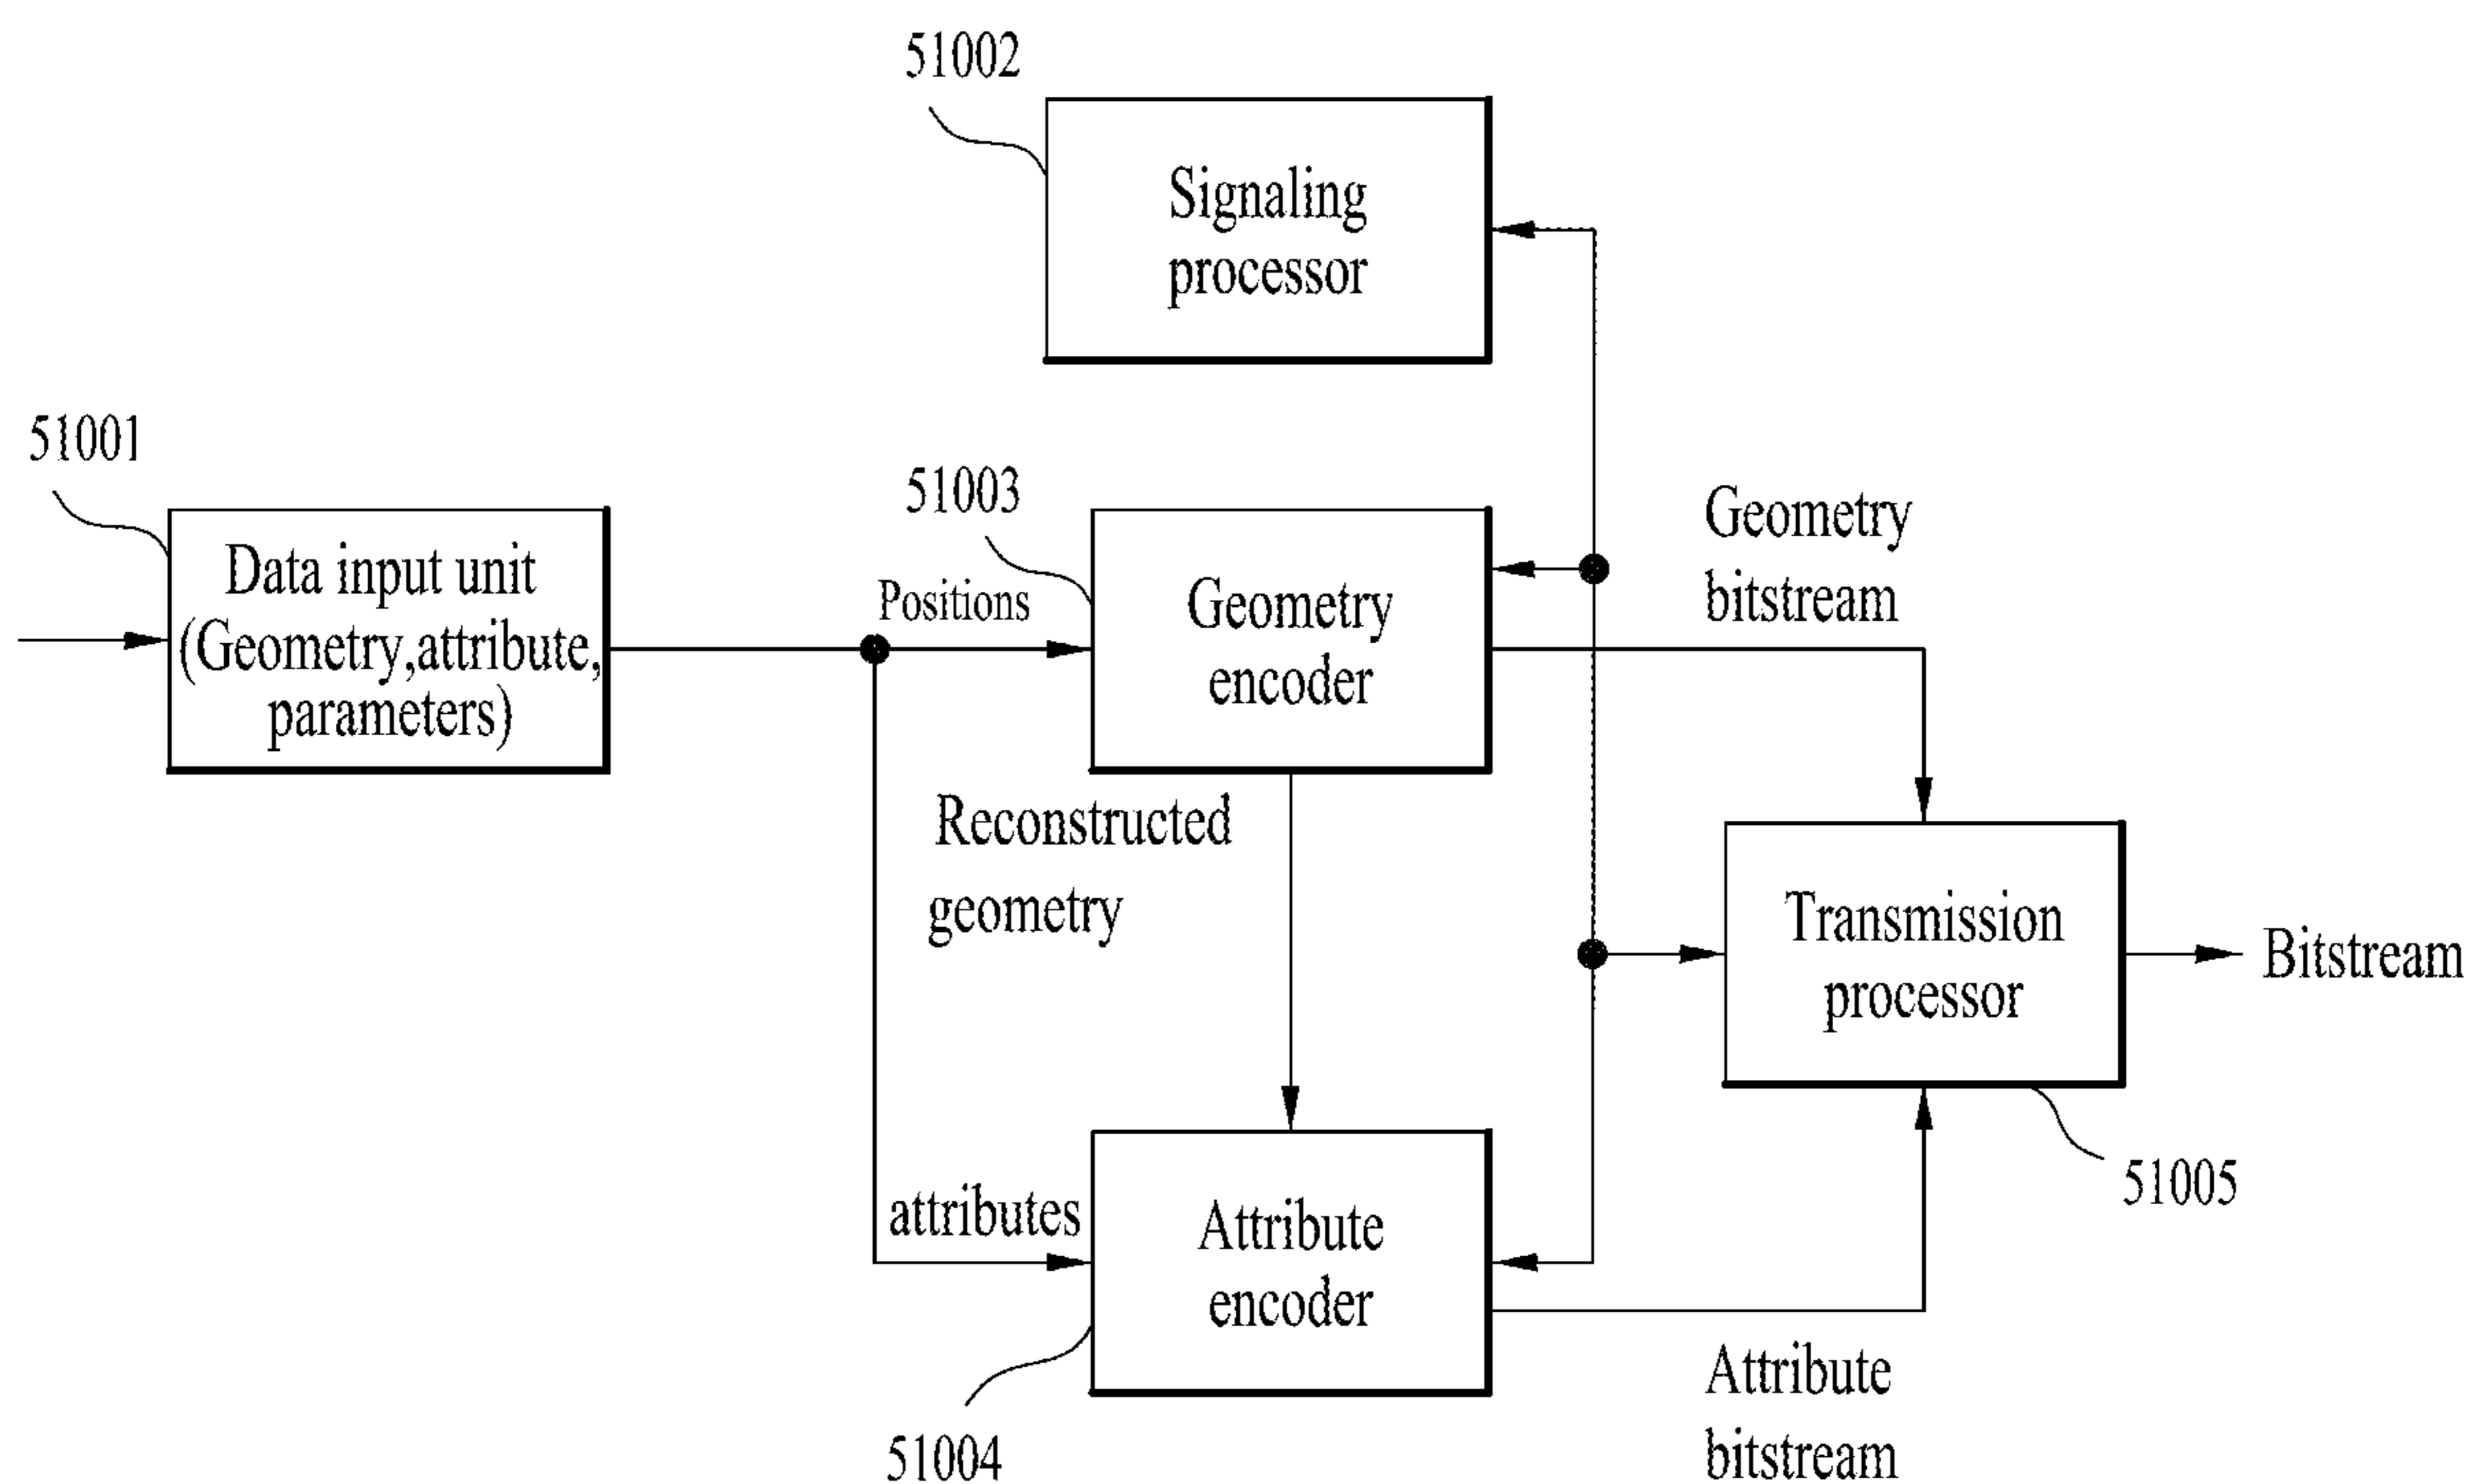 51002
Signaling
processor
51001
Data input unit
(Geometry,attribute,
parameters)
51003
Positions
Geometry
encoder
Geometry
bitstream
Reconstructed
geometry
Transmission
processor
Bitstream
51005
attributes
Attribute
encoder
51004
Attribute
bitstream